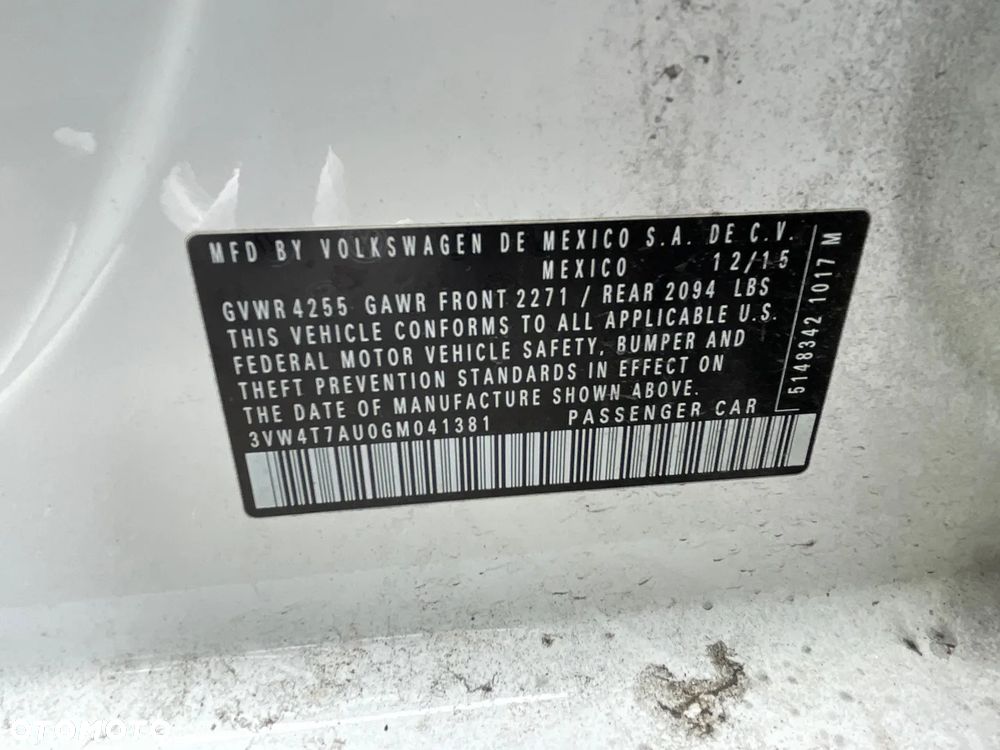 MFD BY VOLKSWAGEN DE MEXICO S.A. DE C.V.
MEXICO 12/15
GVWR 4255 GAWR FRONT 2271 / REAR 2094 LBS
THIS VEHICLE CONFORMS TO ALL APPLICABLE U.S.
FEDERAL MOTOR VEHICLE SAFETY, BUMPER AND
THEFT PREVENTION STANDARDS IN EFFECT ON
THE DATE OF MANUFACTURE SHOWN ABOVE.
3VW4T7AU0GM041381 PASSENGER CAR
5148342 1017 M
OTOMOTO